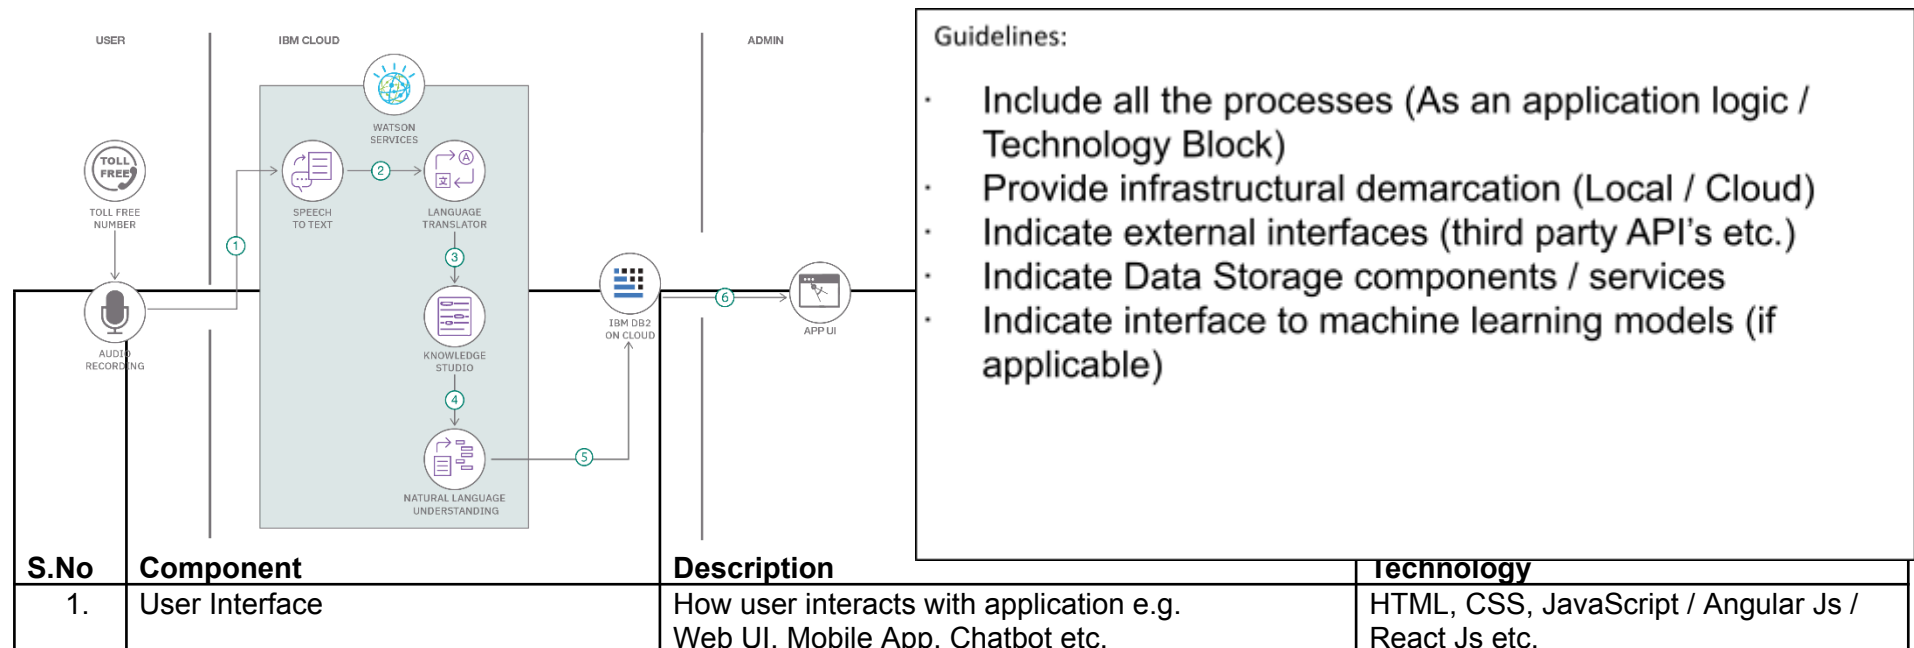 USER
IBM CLOUD
ADMIN
WATSON
SERVICES
TOLL
FREE
TOLL FREE
NUMBER
1
SPEECH
TO TEXT
2
A
文
LANGUAGE
TRANSLATOR
3
AUDIO
RECORDING
KNOWLEDGE
STUDIO
4
NATURAL LANGUAGE
UNDERSTANDING
5
IBM DB2
ON CLOUD
6
APP UI
Guidelines:
· Include all the processes (As an application logic /
Technology Block)
· Provide infrastructural demarcation (Local / Cloud)
· Indicate external interfaces (third party API's etc.)
· Indicate Data Storage components / services
· Indicate interface to machine learning models (if
applicable)
S.No Component Description Technology
1. User Interface How user interacts with application e.g. HTML, CSS, JavaScript / Angular Js /
Web UI, Mobile App, Chatbot etc. React Js etc.